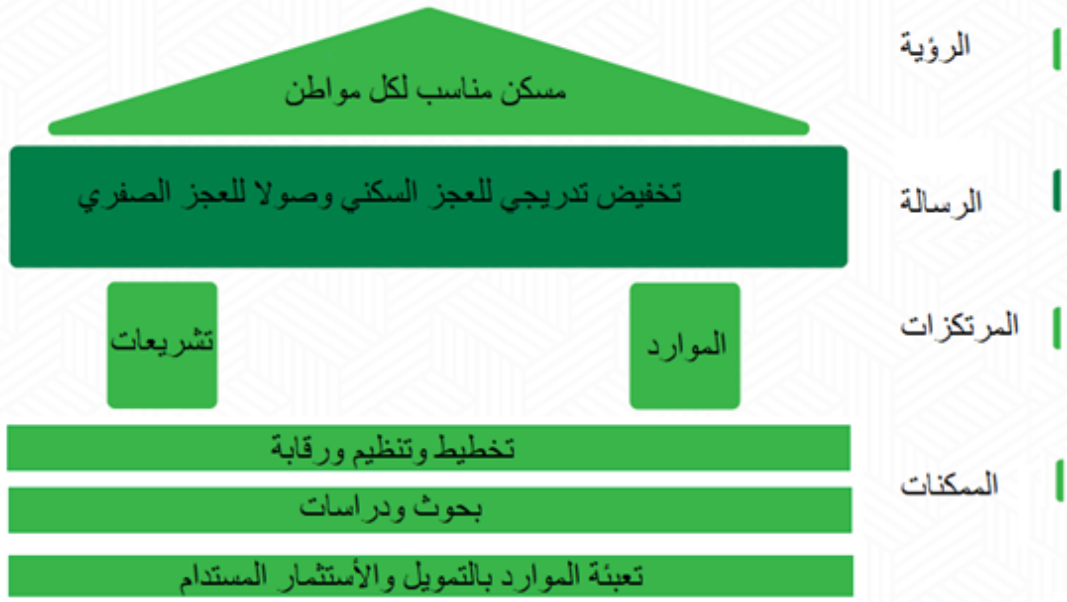 الرؤية
مسكن مناسب لكل مواطن
الرسالة
تخفيض تدريجي للعجز السكني وصولا للعجز الصفري
المرتكزات
الموارد
تشريعات
الممكنات
تخطيط وتنظيم ورقابة
بحوث ودراسات
تعبئة الموارد بالتمويل والأستثمار المستدام